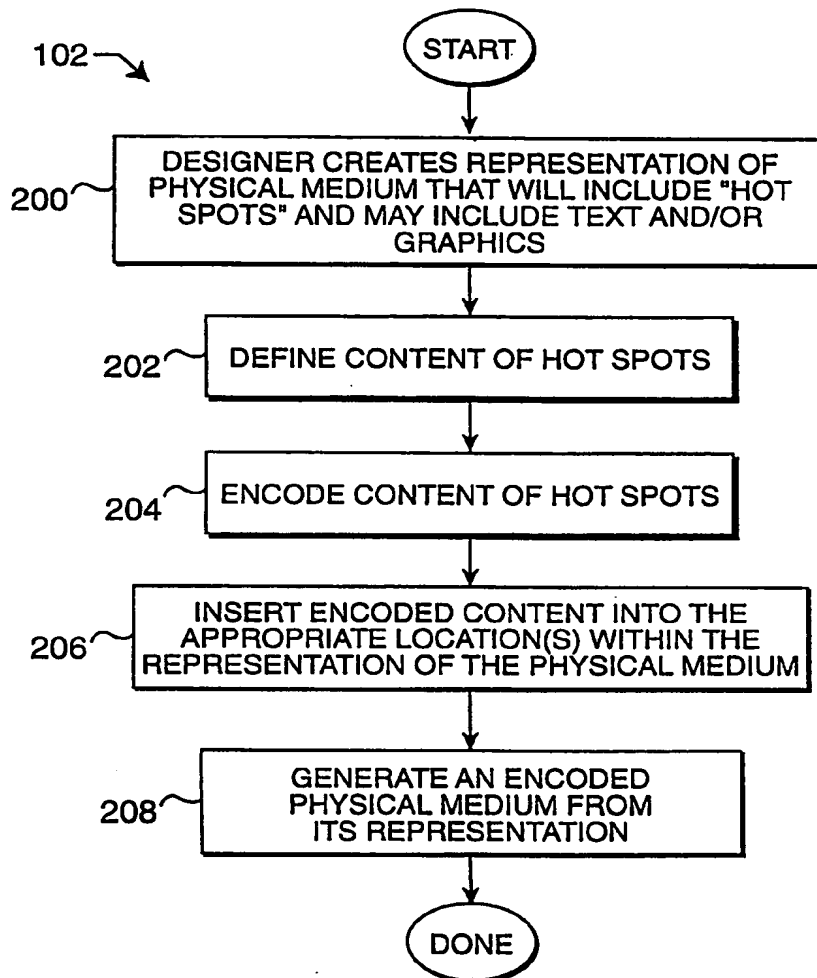 START
102
DESIGNER CREATES REPRESENTATION OF
PHYSICAL MEDIUM THAT WILL INCLUDE "HOT
SPOTS" AND MAY INCLUDE TEXT AND/OR
GRAPHICS
200
DEFINE CONTENT OF HOT SPOTS
202
ENCODE CONTENT OF HOT SPOTS
204
INSERT ENCODED CONTENT INTO THE
APPROPRIATE LOCATION(S) WITHIN THE
REPRESENTATION OF THE PHYSICAL MEDIUM
206
GENERATE AN ENCODED
PHYSICAL MEDIUM FROM
ITS REPRESENTATION
208
DONE